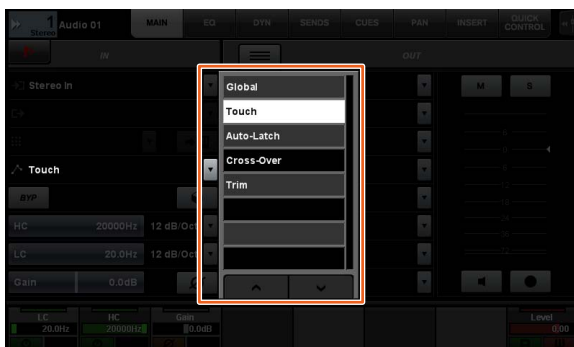 1 Audio 01 MAIN EQ DYN SENDS CUES PAN INSERT QUICK CONTROL
Stereo
IN OUT
Stereo In
M S
Global
Touch
Auto-Latch
Cross-Over
Trim
Touch
BYP
HC 20000Hz 12 dB/Oct
LC 20.0Hz 12 dB/Oct
Gain 0.0dB
LC HC Gain Level
20.0Hz 20000Hz 0.0dB 0.00